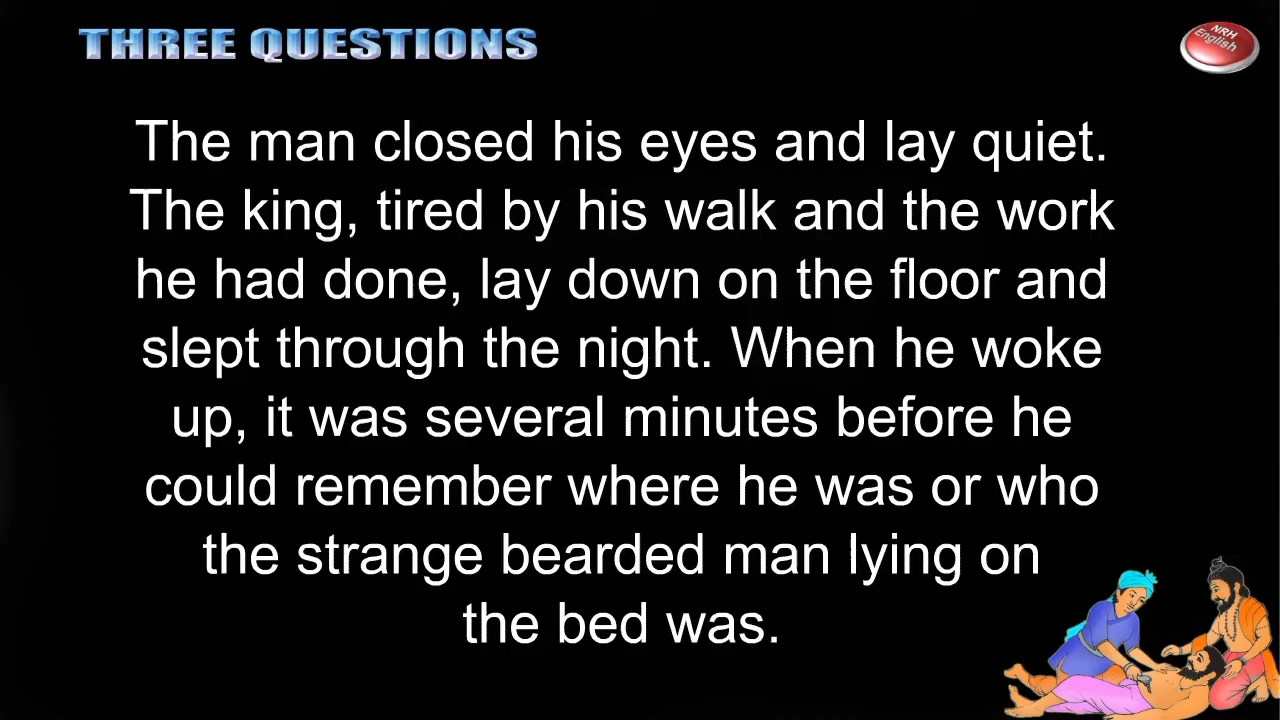 THREE QUESTIONS
NRH
English
The man closed his eyes and lay quiet.
The king, tired by his walk and the work
he had done, lay down on the floor and
slept through the night. When he woke
up, it was several minutes before he
could remember where he was or who
the strange bearded man lying on
the bed was.